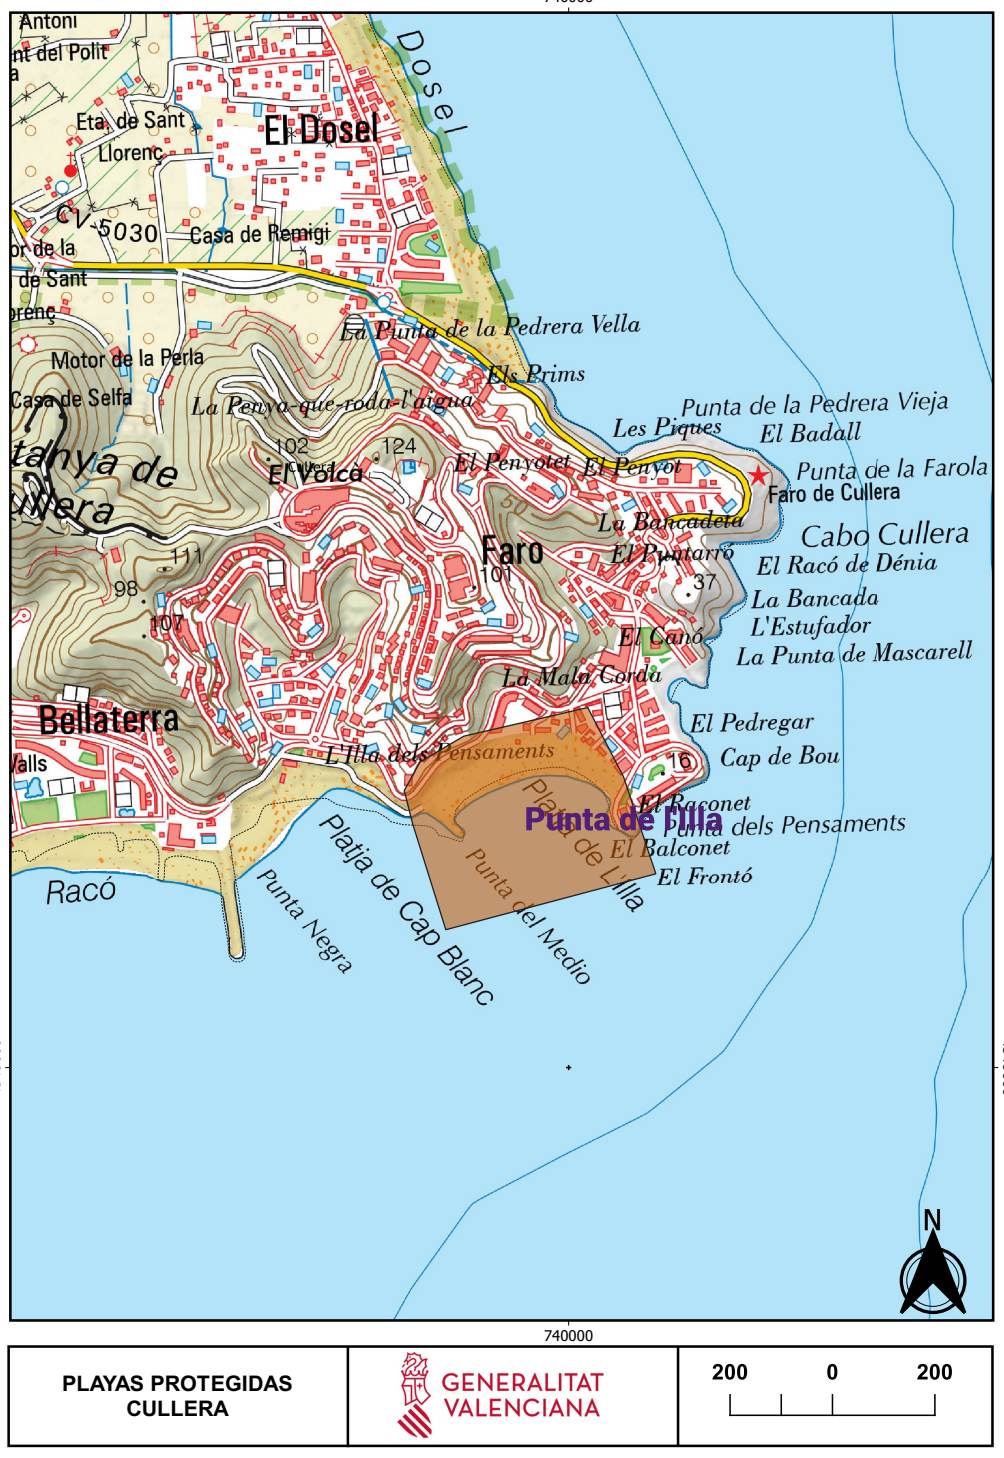 Antoni
nt del Polit
a
Dosel
Eta. de Sant
Llorenç
El Dosel
CV-5030
Casa de Remigi
or de la
de Sant
orenç
La Punta de la Pedrera Vella
Motor de la Perla
Els Prims
Casa de Selfa
La Penya-que-roda-l'aigua
Punta de la Pedrera Vieja
Les Piques
El Badall
102
124
tanya de
ullera
Cullera
El Volcà
El Penyotet
El Penyot
Punta de la Farola
Faro de Cullera
50
La Bancadeta
Cabo Cullera
Faro
El Puntarró
111
El Racó de Dénia
98
101
37
La Bancada
107
L'Estufador
El Canó
La Punta de Mascarell
La Mala Corda
Bellaterra
El Pedregar
L'Illa dels Pensaments
16
Cap de Bou
Valls
El Raconet
Punta de l'Illa
Punta dels Pensaments
El Balconet
El Frontó
Platja de L'Illa
Racó
Punta Negra
Platja de Cap Blanc
Punta del Medio
N
740000
PLAYAS PROTEGIDAS
CULLERA
GENERALITAT
VALENCIANA
200 0 200